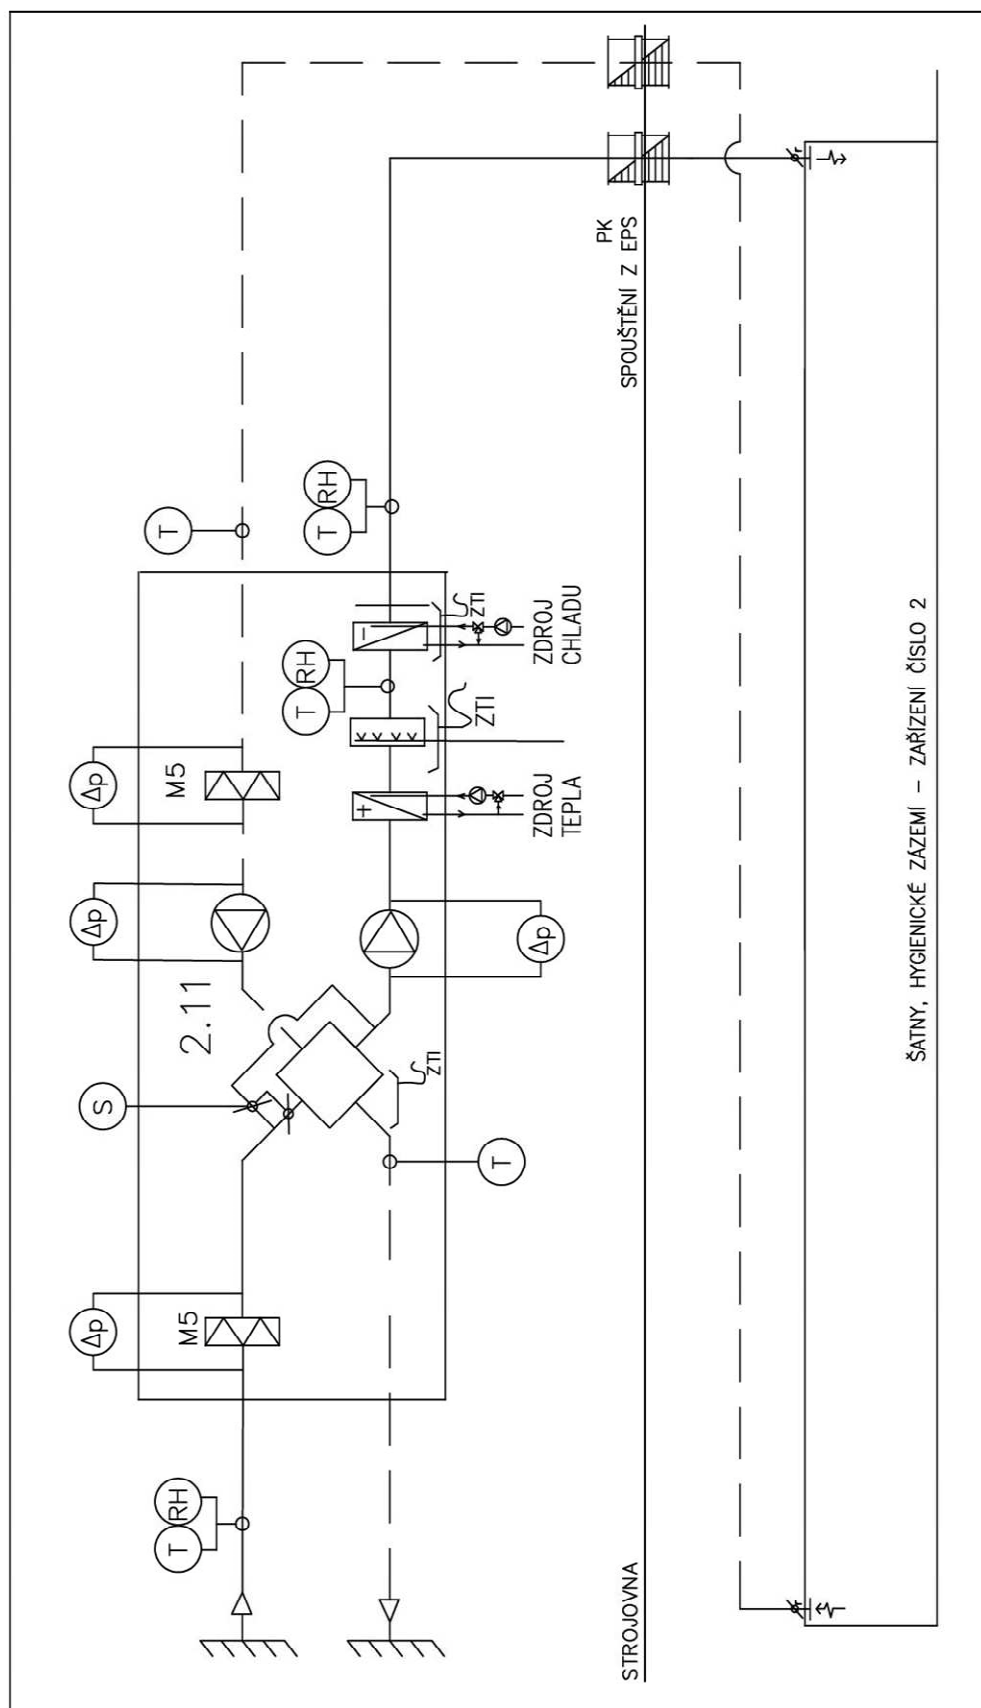 Δp
S
Δp
Δp
T
T RH
M5
2.11
M5
T RH
T RH
+
−
ZTI
ZTI
ZTI
T
Δp
ZDROJ
TEPLA
ZDROJ
CHLADU
PK
SPOUŠTĚNÍ Z EPS
STROJOVNA
ŠATNY, HYGIENICKÉ ZÁZEMÍ – ZAŘÍZENÍ ČÍSLO 2